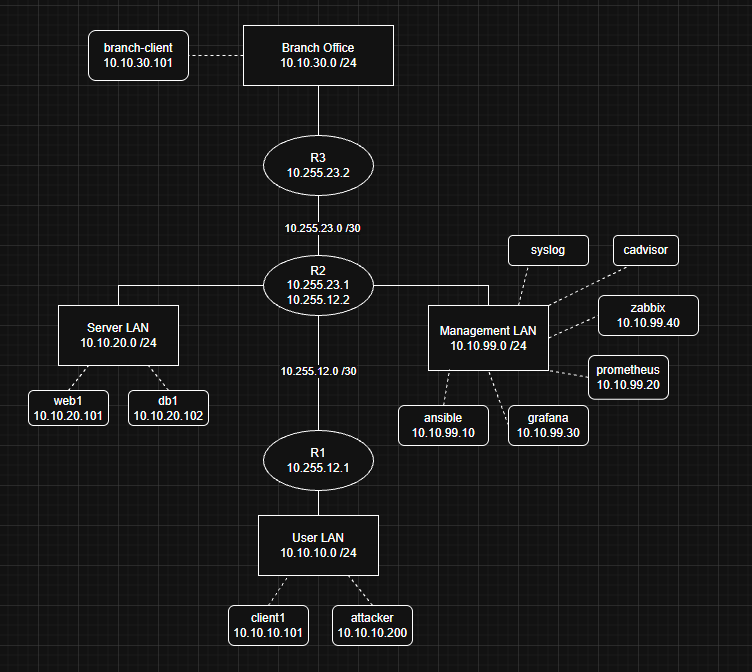 branch-client
10.10.30.101
Branch Office
10.10.30.0 /24
R3
10.255.23.2
10.255.23.0 /30
syslog
cadvisor
R2
10.255.23.1
10.255.12.2
zabbix
10.10.99.40
Server LAN
10.10.20.0 /24
Management LAN
10.10.99.0 /24
10.255.12.0 /30
prometheus
10.10.99.20
web1
10.10.20.101
db1
10.10.20.102
ansible
10.10.99.10
grafana
10.10.99.30
R1
10.255.12.1
User LAN
10.10.10.0 /24
client1
10.10.10.101
attacker
10.10.10.200